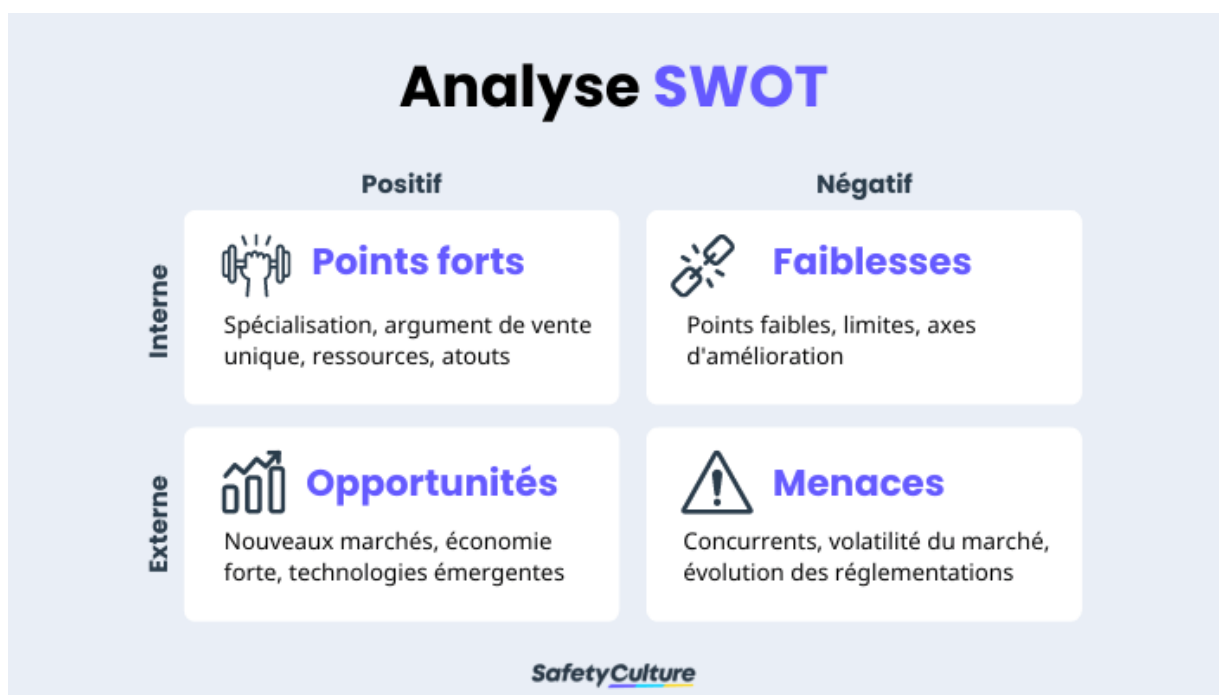 Analyse SWOT
Positif
Négatif
Interne
Points forts
Spécialisation, argument de vente
unique, ressources, atouts
Faiblesses
Points faibles, limites, axes
d'amélioration
Externe
Opportunités
Nouveaux marchés, économie
forte, technologies émergentes
Menaces
Concurrents, volatilité du marché,
évolution des réglementations
SafetyCulture